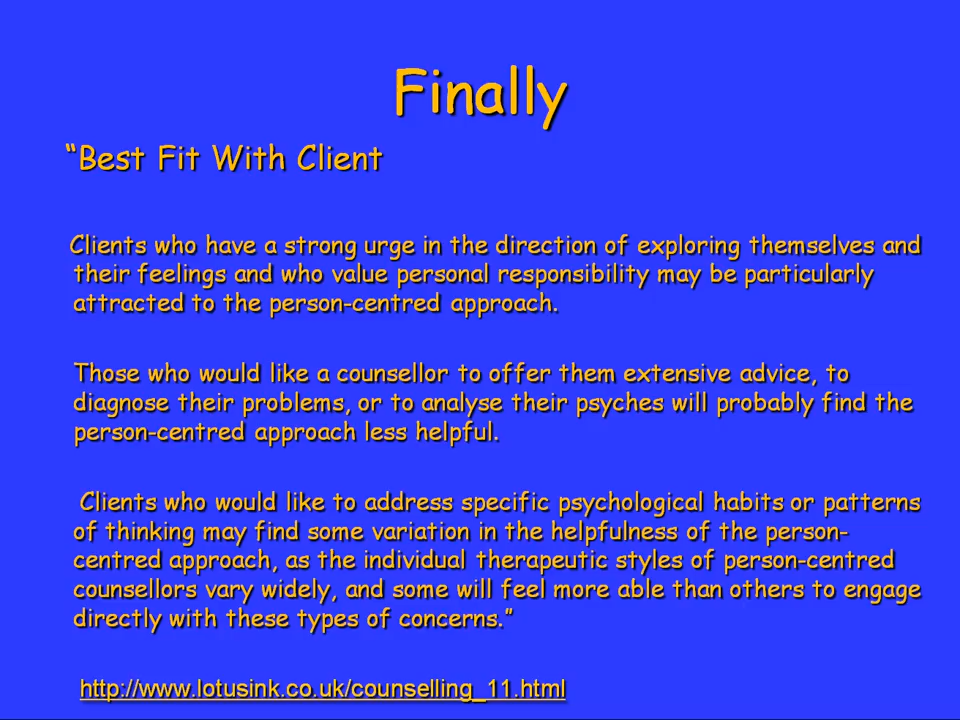 Finally
“Best Fit With Client
Clients who have a strong urge in the direction of exploring themselves and
their feelings and who value personal responsibility may be particularly
attracted to the person-centred approach.
Those who would like a counsellor to offer them extensive advice, to
diagnose their problems, or to analyse their psyches will probably find the
person-centred approach less helpful.
Clients who would like to address specific psychological habits or patterns
of thinking may find some variation in the helpfulness of the person-
centred approach, as the individual therapeutic styles of person-centred
counsellors vary widely, and some will feel more able than others to engage
directly with these types of concerns.”
http://www.lotusink.co.uk/counselling_11.html